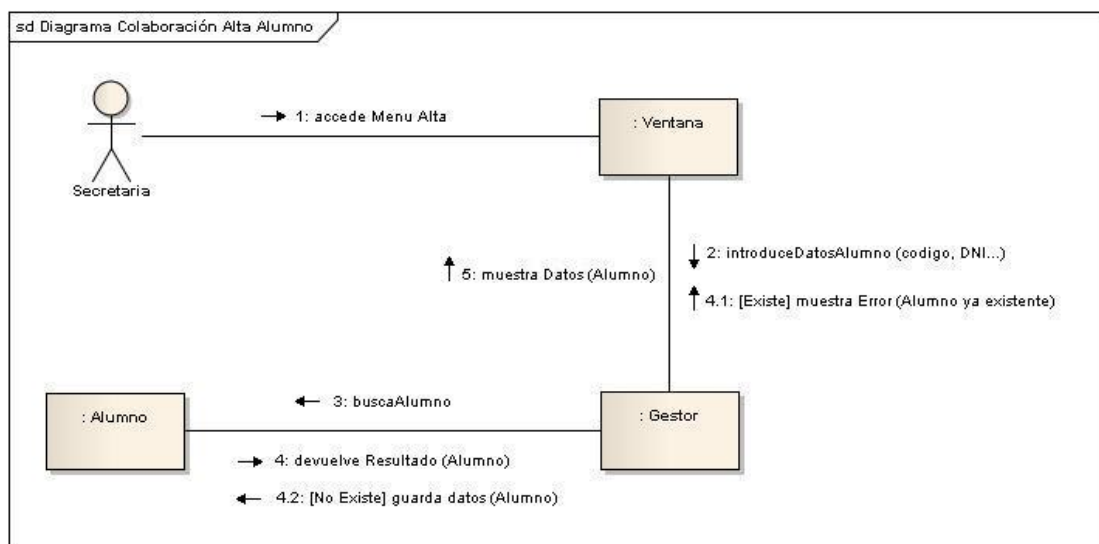 sd Diagrama Colaboración Alta Alumno
1: accede Menu Alta
: Ventana
Secretaria
2: introduceDatosAlumno (codigo, DNI...)
5: muestra Datos (Alumno)
4.1: [Existe] muestra Error (Alumno ya existente)
3: buscaAlumno
: Alumno
: Gestor
4: devuelve Resultado (Alumno)
4.2: [No Existe] guarda datos (Alumno)